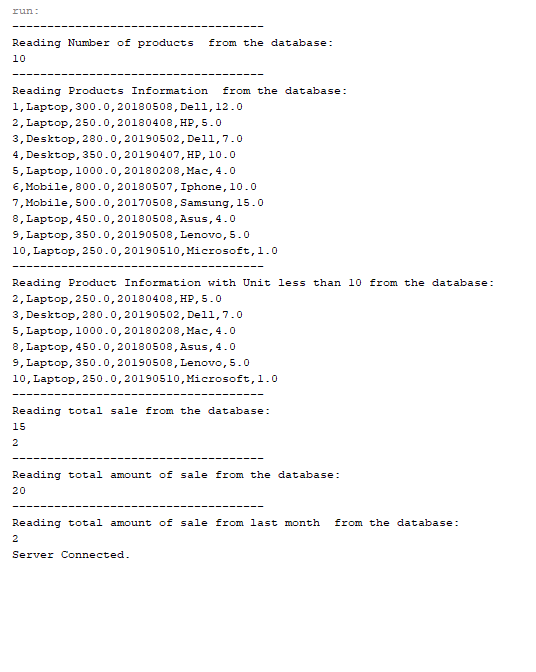 run:
------------------------------------
Reading Number of products  from the database:
10
------------------------------------
Reading Products Information  from the database:
1,Laptop,300.0,20180508,Dell,12.0
2,Laptop,250.0,20180408,HP,5.0
3,Desktop,280.0,20190502,Dell,7.0
4,Desktop,350.0,20190407,HP,10.0
5,Laptop,1000.0,20180208,Mac,4.0
6,Mobile,800.0,20180507,Iphone,10.0
7,Mobile,500.0,20170508,Samsung,15.0
8,Laptop,450.0,20180508,Asus,4.0
9,Laptop,350.0,20190508,Lenovo,5.0
10,Laptop,250.0,20190510,Microsoft,1.0
------------------------------------
Reading Product Information with Unit less than 10 from the database:
2,Laptop,250.0,20180408,HP,5.0
3,Desktop,280.0,20190502,Dell,7.0
5,Laptop,1000.0,20180208,Mac,4.0
8,Laptop,450.0,20180508,Asus,4.0
9,Laptop,350.0,20190508,Lenovo,5.0
10,Laptop,250.0,20190510,Microsoft,1.0
------------------------------------
Reading total sale from the database:
15
2
------------------------------------
Reading total amount of sale from the database:
20
------------------------------------
Reading total amount of sale from last month  from the database:
2
Server Connected.